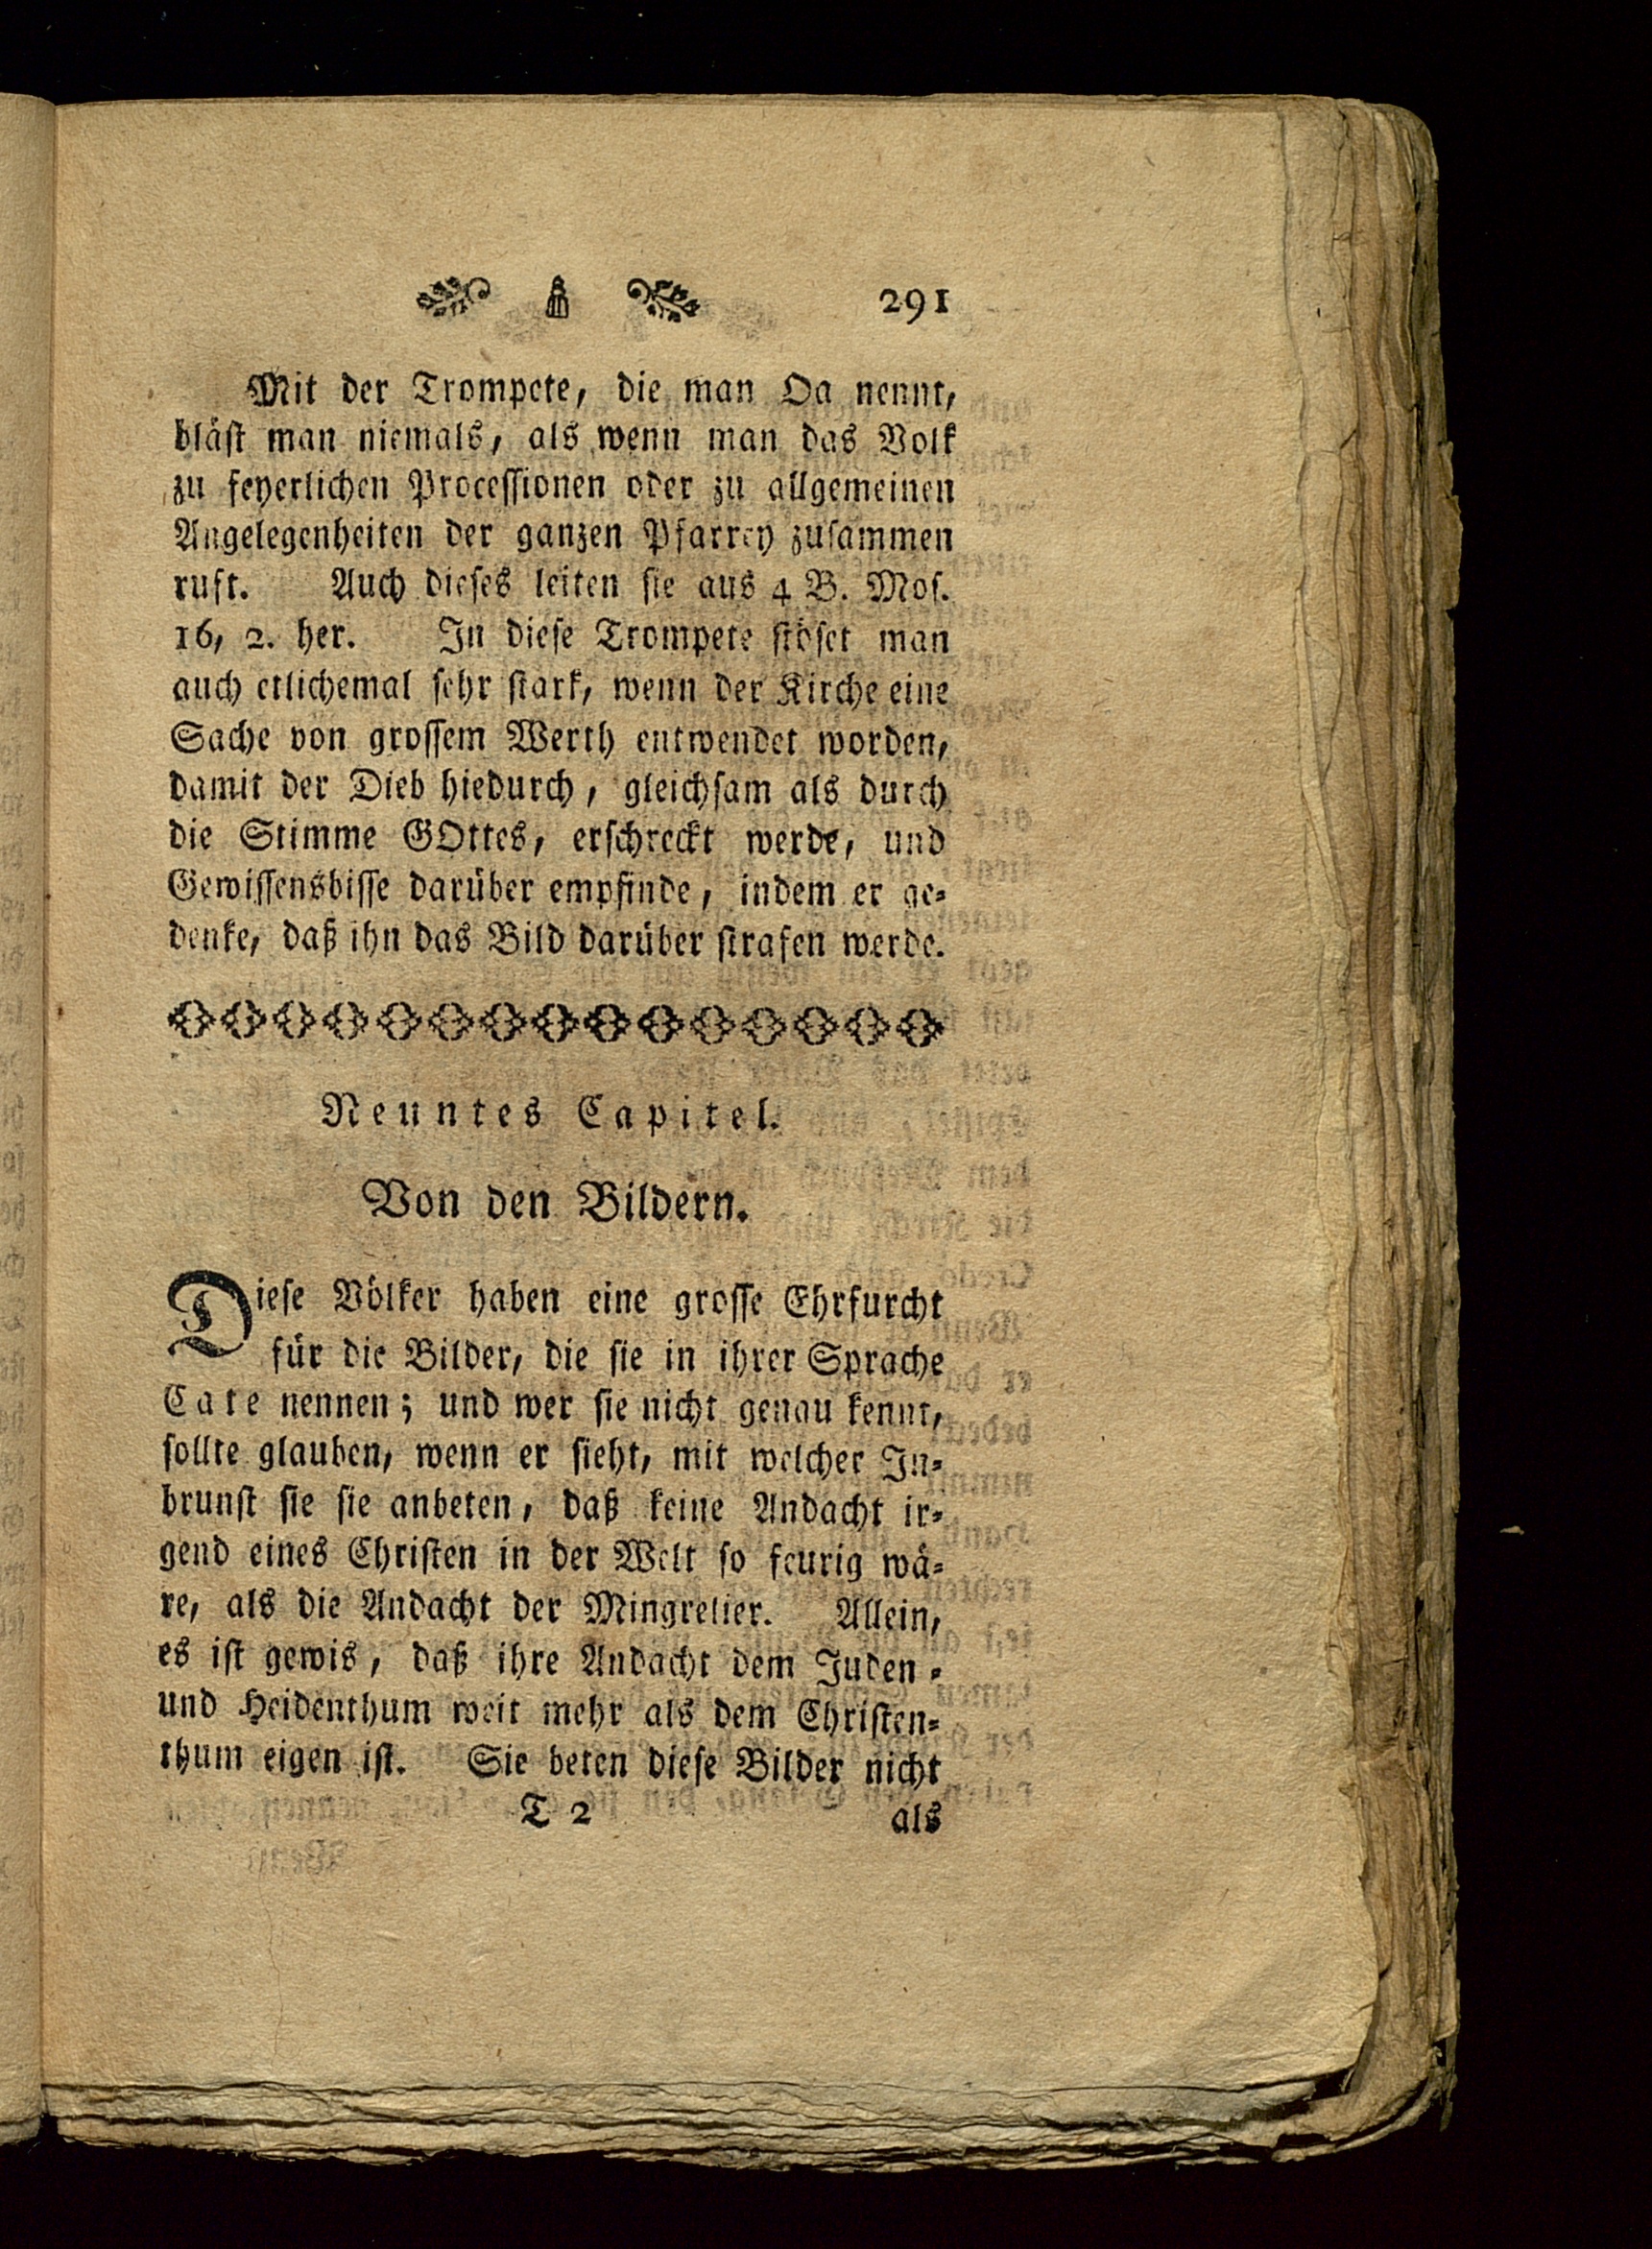 291
Mit der Trompete, die man Oa nennt,
bläst man niemals, als wenn man das Volk
zu feyerlichen Processionen oder zu allgemeinen
Angelegenheiten der ganzen Pfarrey zusammen
ruft. Auch dieses leiten sie aus 4 B. Mos.
16, 2. her. In diese Trompete stöset man
auch etlichemal sehr stark, wenn der Kirche eine
Sache von grossem Werth entwendet worden,
damit der Dieb hiedurch, gleichsam als durch
die Stimme GOttes, erschreckt werde, und
Gewissensbisse darüber empfinde, indem er ge-
denke, daß ihn das Bild darüber strafen werde.
Neuntes Capitel.
Von den Bildern.
Diese Völker haben eine grosse Ehrfurcht
für die Bilder, die sie in ihrer Sprache
Cate nennen; und wer sie nicht genau kennt,
sollte glauben, wenn er sieht, mit welcher In-
brunst sie sie anbeten, daß keine Andacht ir-
gend eines Christen in der Welt so feurig wä-
re, als die Andacht der Mingrelier. Allein,
es ist gewis, daß ihre Andacht dem Juden-
und Heidenthum weit mehr als dem Christen-
thum eigen ist. Sie beten diese Bilder nicht
T 2 als